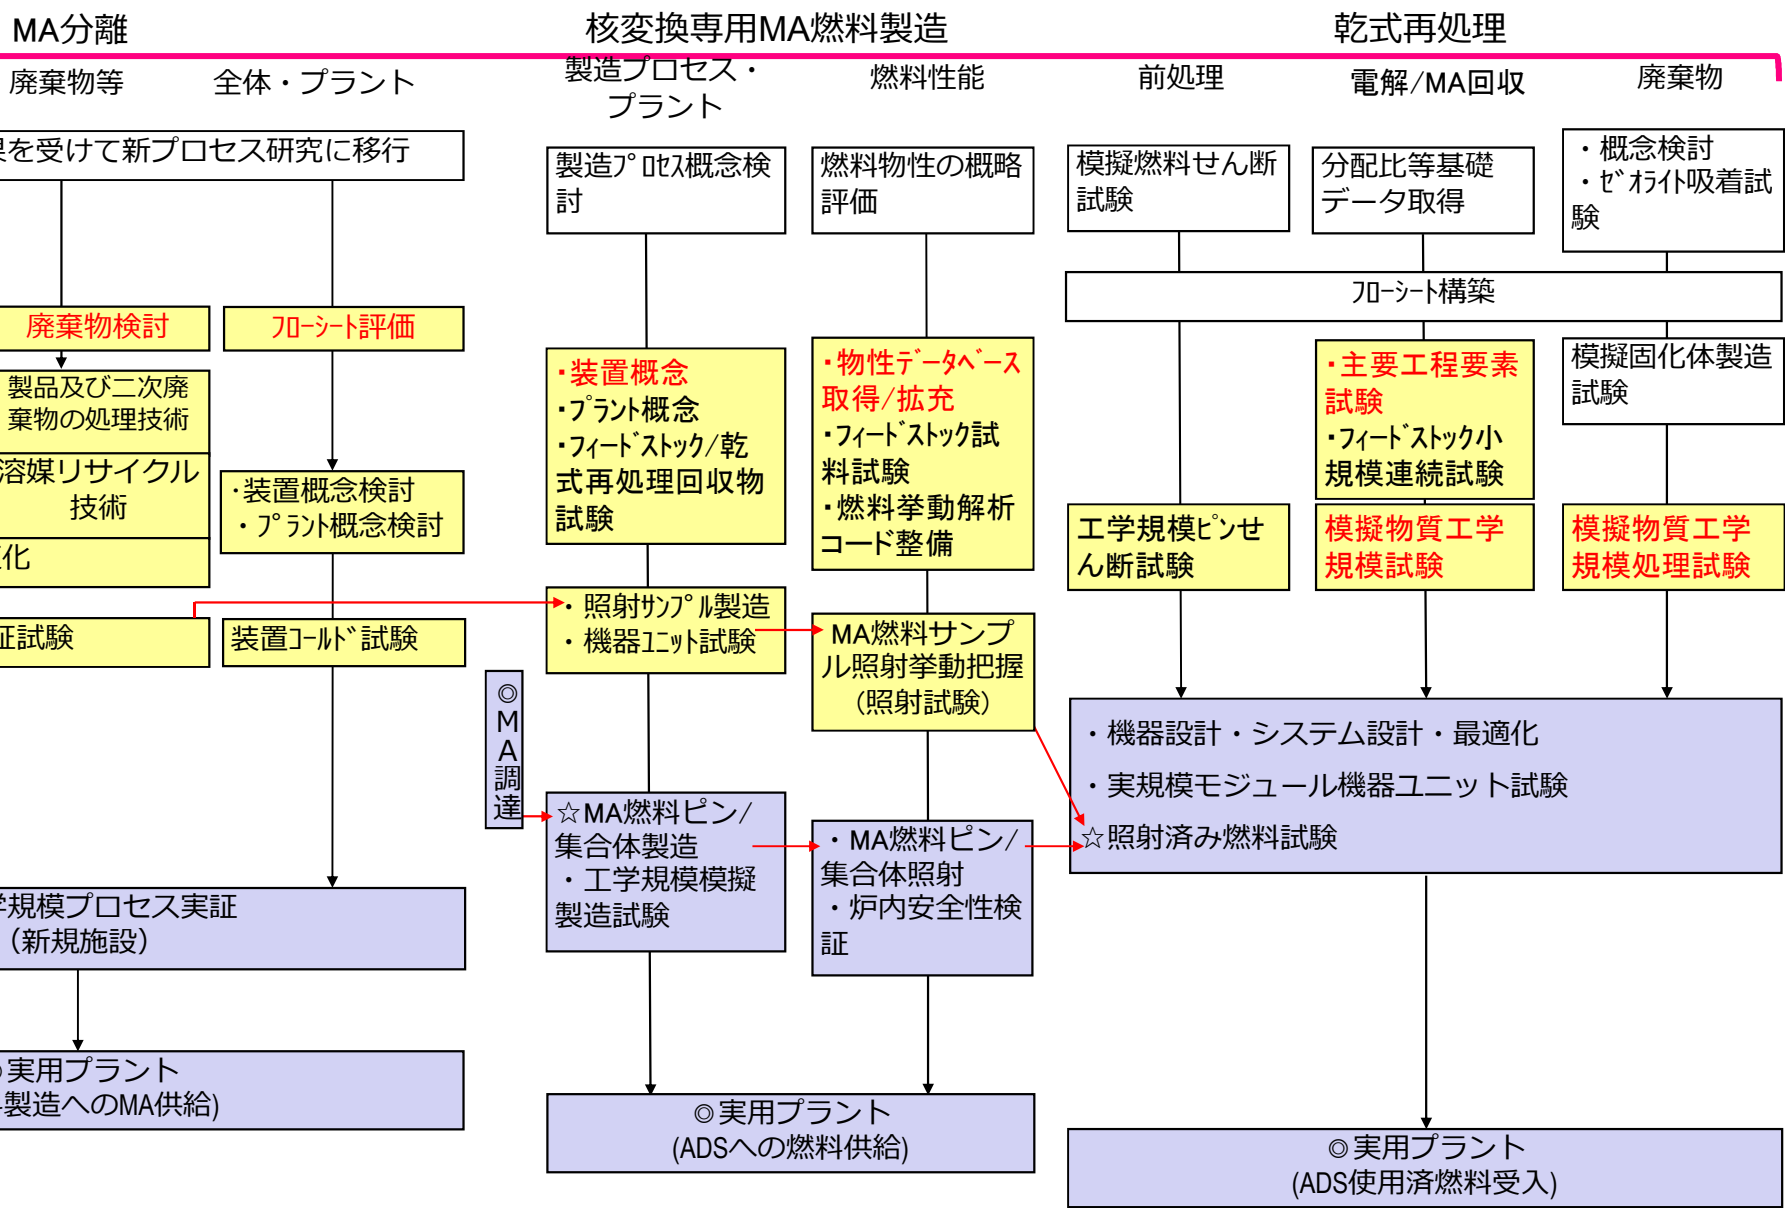 MA分離
核変換専用MA燃料製造
乾式再処理
廃棄物等
全体・プラント
製造プロセス・
プラント
燃料性能
前処理
電解/MA回収
廃棄物
を受けて新プロセス研究に移行
製造ﾌﾟﾛｾｽ概念検
討
燃料物性の概略
評価
模擬燃料せん断
試験
分配比等基礎
データ取得
・概念検討
・ｾﾞｵﾗｲﾄ吸着試
験
ﾌﾛｰｼｰﾄ構築
廃棄物検討
ﾌﾛｰｼｰﾄ評価
製品及び二次廃
棄物の処理技術
溶媒リサイクル
技術
化
・装置概念検討
・ﾌﾟﾗﾝﾄ概念検討
・装置概念
・ﾌﾟﾗﾝﾄ概念
・ﾌｨｰﾄﾞｽﾄｯｸ/乾
式再処理回収物
試験
・物性ﾃﾞｰﾀﾍﾞｰｽ
取得/拡充
・ﾌｨｰﾄﾞｽﾄｯｸ試
料試験
・燃料挙動解析
コード整備
・主要工程要素
試験
・ﾌｨｰﾄﾞｽﾄｯｸ小
規模連続試験
模擬固化体製造
試験
工学規模ﾋﾟﾝせ
ん断試験
模擬物質工学
規模試験
模擬物質工学
規模処理試験
証試験
装置ｺｰﾙﾄﾞ試験
・照射ｻﾝﾌﾟﾙ製造
・機器ﾕﾆｯﾄ試験
MA燃料サンプ
ル照射挙動把握
（照射試験）
◎MA調達
☆MA燃料ピン/
集合体製造
・工学規模模擬
製造試験
・MA燃料ピン/
集合体照射
・炉内安全性検
証
・機器設計・システム設計・最適化
・実規模モジュール機器ユニット試験
☆照射済み燃料試験
学規模プロセス実証
（新規施設）
◎実用プラント
製造へのMA供給)
◎実用プラント
(ADSへの燃料供給)
◎実用プラント
(ADS使用済燃料受入)